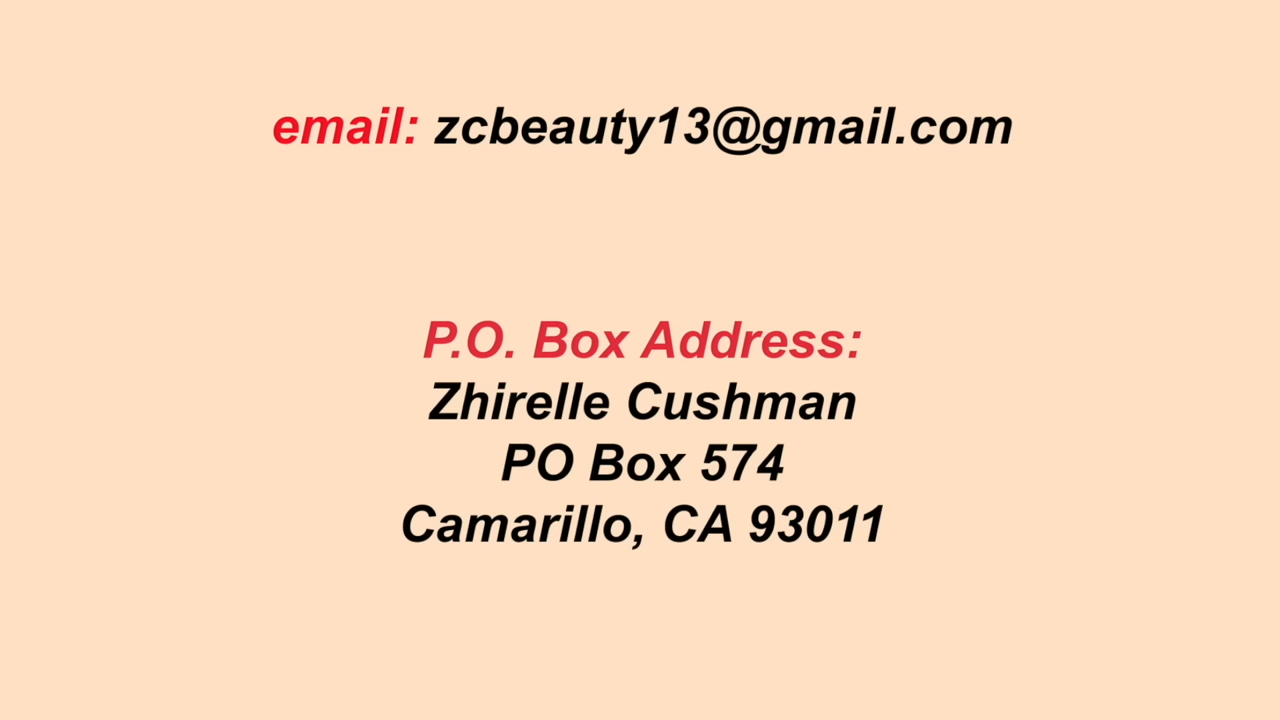 email: zcbeauty13@gmail.com
P.O. Box Address:
Zhirelle Cushman
PO Box 574
Camarillo, CA 93011